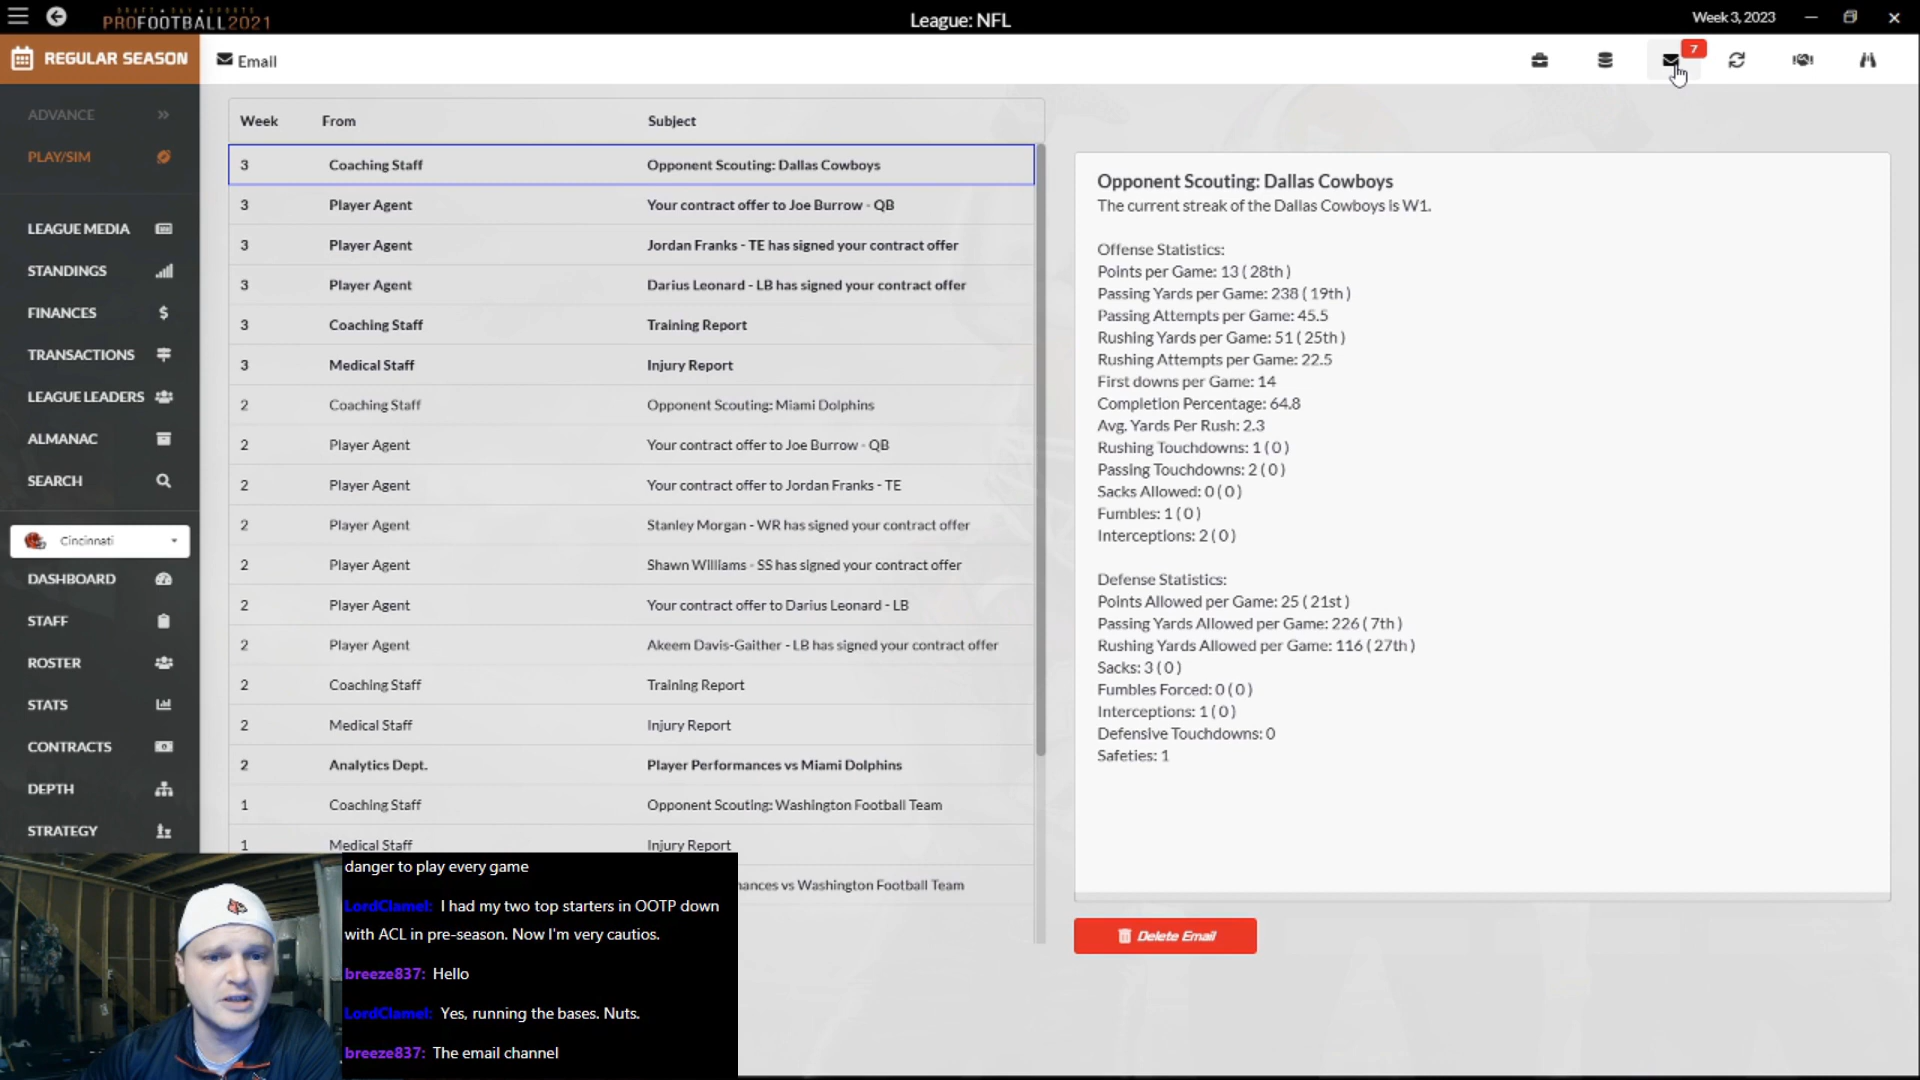 DRAFT DAY SPORTS
PROFOOTBALL2021
League: NFL
Week 3, 2023
REGULAR SEASON
Email
7
ADVANCE
PLAY/SIM
LEAGUE MEDIA
STANDINGS
FINANCES
TRANSACTIONS
LEAGUE LEADERS
ALMANAC
SEARCH
Cincinnati
DASHBOARD
STAFF
ROSTER
STATS
CONTRACTS
DEPTH
STRATEGY
Week From Subject
3 Coaching Staff Opponent Scouting: Dallas Cowboys
3 Player Agent Your contract offer to Joe Burrow - QB
3 Player Agent Jordan Franks - TE has signed your contract offer
3 Player Agent Darius Leonard - LB has signed your contract offer
3 Coaching Staff Training Report
3 Medical Staff Injury Report
2 Coaching Staff Opponent Scouting: Miami Dolphins
2 Player Agent Your contract offer to Joe Burrow - QB
2 Player Agent Your contract offer to Jordan Franks - TE
2 Player Agent Stanley Morgan - WR has signed your contract offer
2 Player Agent Shawn Williams - SS has signed your contract offer
2 Player Agent Your contract offer to Darius Leonard - LB
2 Player Agent Akeem Davis-Gaither - LB has signed your contract offer
2 Coaching Staff Training Report
2 Medical Staff Injury Report
2 Analytics Dept. Player Performances vs Miami Dolphins
1 Coaching Staff Opponent Scouting: Washington Football Team
1 Medical Staff Injury Report
nances vs Washington Football Team
Opponent Scouting: Dallas Cowboys
The current streak of the Dallas Cowboys is W1.
Offense Statistics:
Points per Game: 13 ( 28th )
Passing Yards per Game: 238 ( 19th )
Passing Attempts per Game: 45.5
Rushing Yards per Game: 51 ( 25th )
Rushing Attempts per Game: 22.5
First downs per Game: 14
Completion Percentage: 64.8
Avg. Yards Per Rush: 2.3
Rushing Touchdowns: 1 ( 0 )
Passing Touchdowns: 2 ( 0 )
Sacks Allowed: 0 ( 0 )
Fumbles: 1 ( 0 )
Interceptions: 2 ( 0 )
Defense Statistics:
Points Allowed per Game: 25 ( 21st )
Passing Yards Allowed per Game: 226 ( 7th )
Rushing Yards Allowed per Game: 116 ( 27th )
Sacks: 3 ( 0 )
Fumbles Forced: 0 ( 0 )
Interceptions: 1 ( 0 )
Defensive Touchdowns: 0
Safeties: 1
Delete Email
danger to play every game
LordClamel: I had my two top starters in OOTP down
with ACL in pre-season. Now I'm very cautios.
breeze837: Hello
LordClamel: Yes, running the bases. Nuts.
breeze837: The email channel